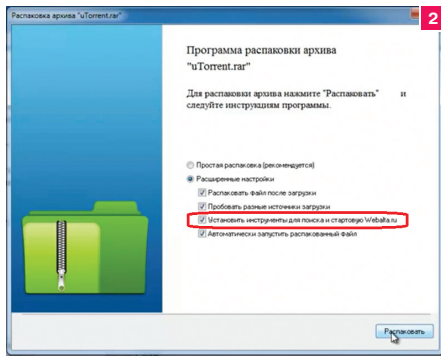 Распаковка архива "uTorrent.rar"
2
Программа распаковки архива
"uTorrent.rar"
Для распаковки архива нажмите "Распаковать" и
следуйте инструкциям программы.
Простая распаковка (рекомендуется)
Расширенные настройки
Распаковать файл после загрузки
Пробовать разные источники загрузки
Установить инструменты для поиска и стартовую Webalta.ru
Автоматически запустить распакованный файл
Распаковать